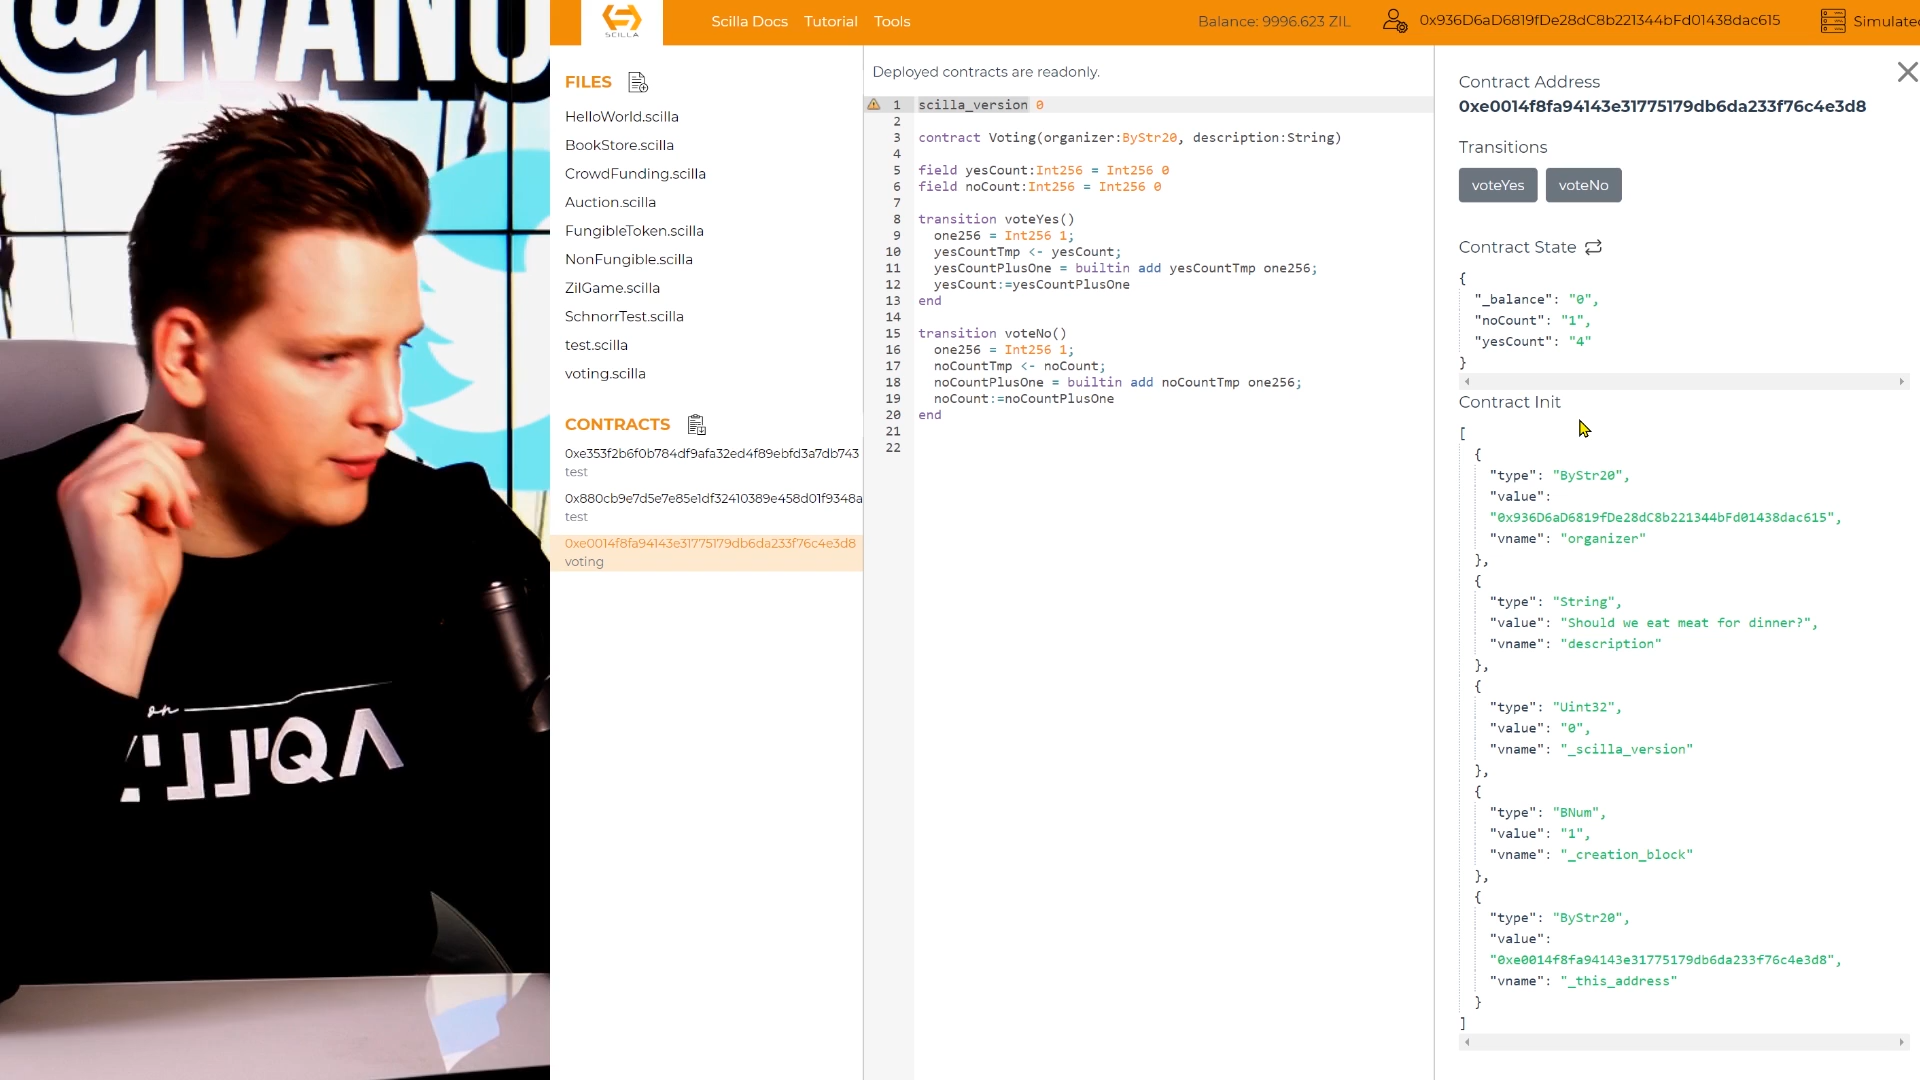 @IVANO
SCILLA
Scilla Docs Tutorial Tools
Balance: 9996.623 ZIL
0x936D6aD6819fDe28dC8b221344bFd01438dac615
Simulated
FILES
HelloWorld.scilla
BookStore.scilla
CrowdFunding.scilla
Auction.scilla
FungibleToken.scilla
NonFungible.scilla
ZilGame.scilla
SchnorrTest.scilla
test.scilla
voting.scilla
CONTRACTS
0xe353f2b6f0b784df9afa32ed4f89ebfd3a7db743
test
0x880cb9e7d5e7e85e1df32410389e458d01f9348a
test
0xe0014f8fa94143e31775179db6da233f76c4e3d8
voting
Deployed contracts are readonly.
1 scilla_version 0
2
3 contract Voting(organizer:ByStr20, description:String)
4
5 field yesCount:Int256 = Int256 0
6 field noCount:Int256 = Int256 0
7
8 transition voteYes()
9 one256 = Int256 1;
10 yesCountTmp <- yesCount;
11 yesCountPlusOne = builtin add yesCountTmp one256;
12 yesCount:=yesCountPlusOne
13 end
14
15 transition voteNo()
16 one256 = Int256 1;
17 noCountTmp <- noCount;
18 noCountPlusOne = builtin add noCountTmp one256;
19 noCount:=noCountPlusOne
20 end
21
22
Contract Address
0xe0014f8fa94143e31775179db6da233f76c4e3d8
Transitions
voteYes voteNo
Contract State
{
"_balance": "0",
"noCount": "1",
"yesCount": "4"
}
Contract Init
[
{
"type": "ByStr20",
"value":
"0x936D6aD6819fDe28dC8b221344bFd01438dac615",
"vname": "organizer"
},
{
"type": "String",
"value": "Should we eat meat for dinner?",
"vname": "description"
},
{
"type": "Uint32",
"value": "0",
"vname": "_scilla_version"
},
{
"type": "BNum",
"value": "1",
"vname": "_creation_block"
},
{
"type": "ByStr20",
"value":
"0xe0014f8fa94143e31775179db6da233f76c4e3d8",
"vname": "_this_address"
}
]